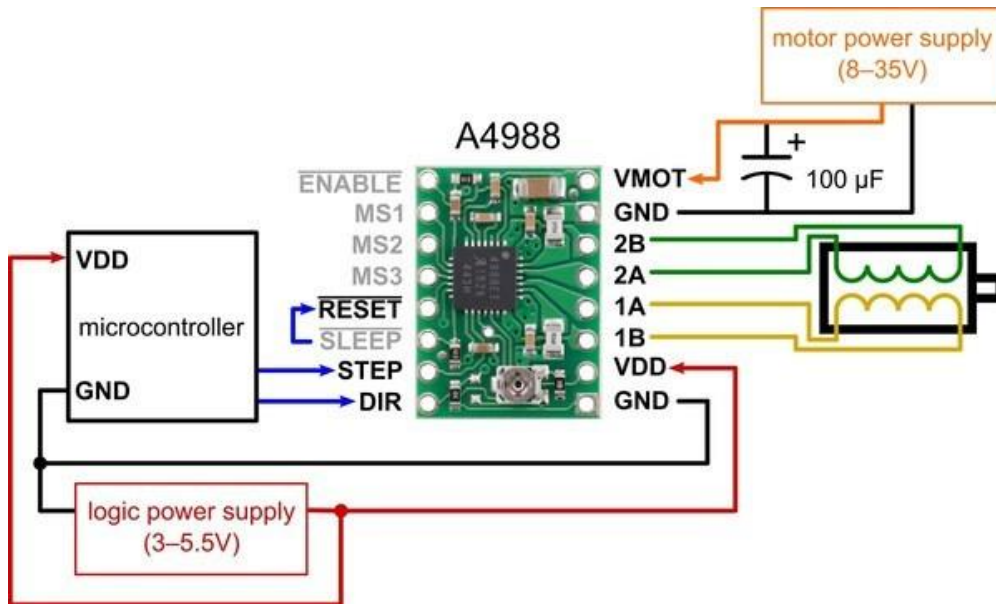 motor power supply
(8–35V)
A4988
ENABLE
MS1
MS2
MS3
RESET
SLEEP
STEP
DIR
VMOT
GND
2B
2A
1A
1B
VDD
GND
+
100 µF
VDD
microcontroller
GND
logic power supply
(3–5.5V)